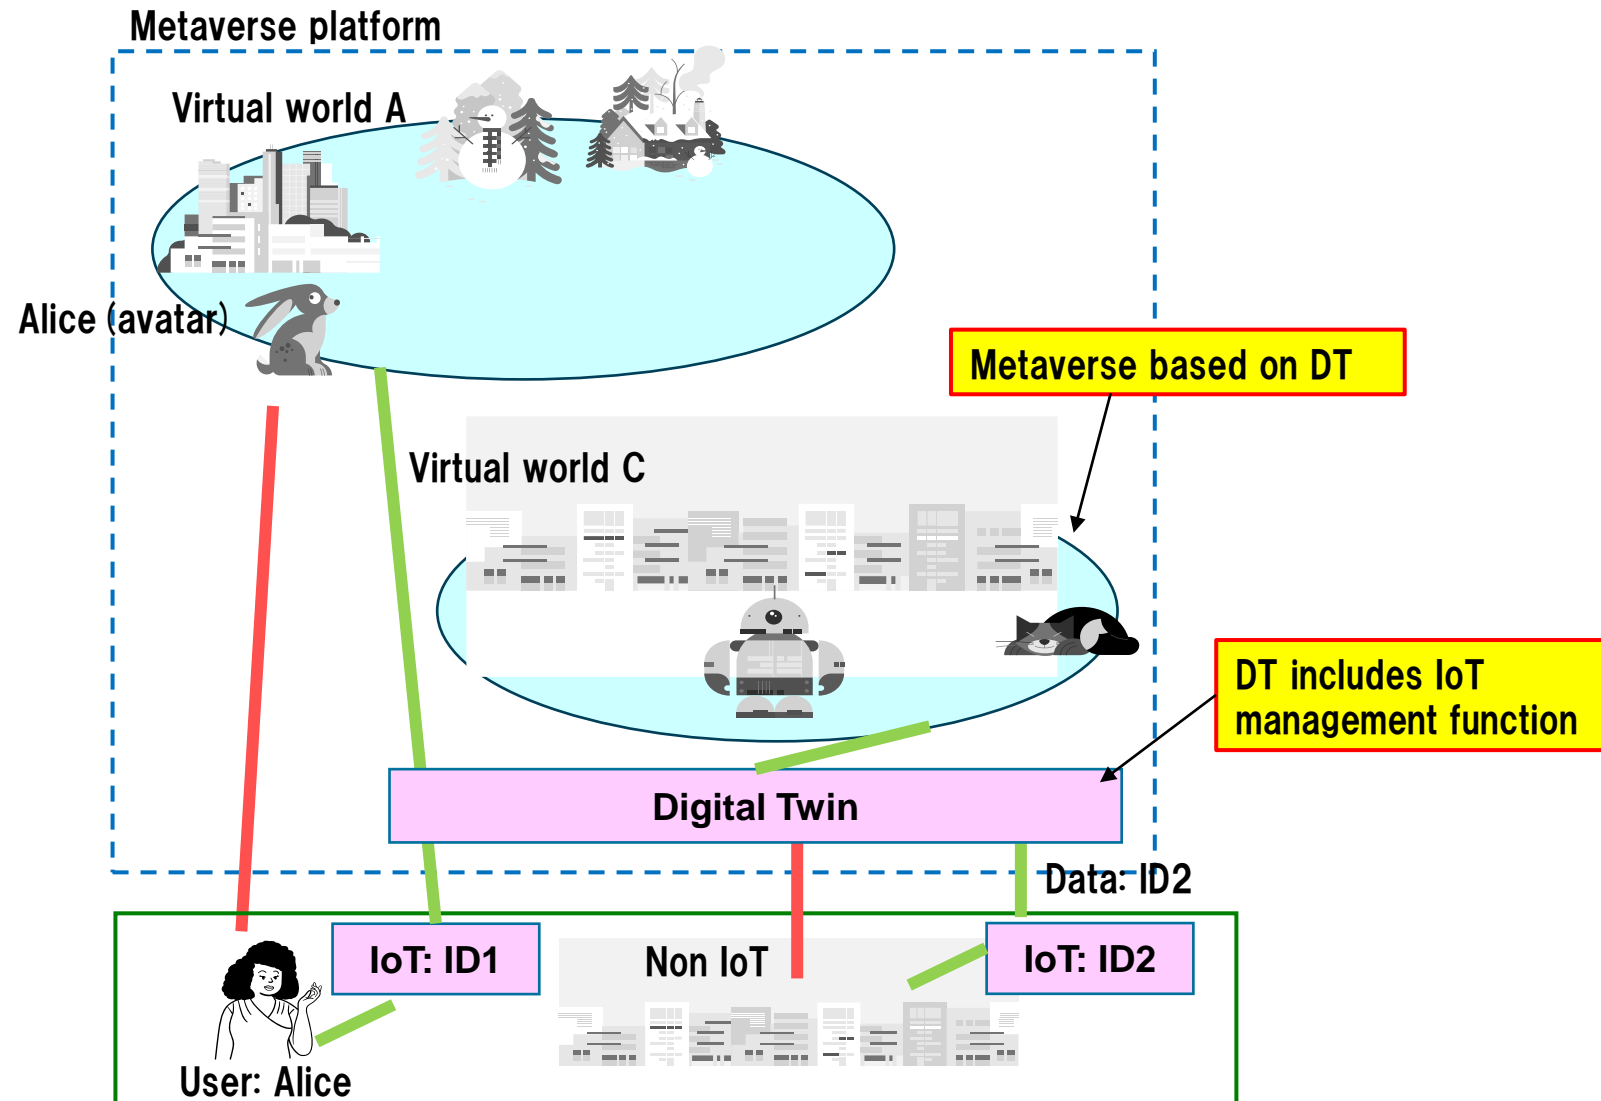 Metaverse platform
Virtual world A
Alice (avatar)
Metaverse based on DT
Virtual world C
DT includes IoT
management function
Digital Twin
Data: ID2
IoT: ID1
Non IoT
IoT: ID2
User: Alice